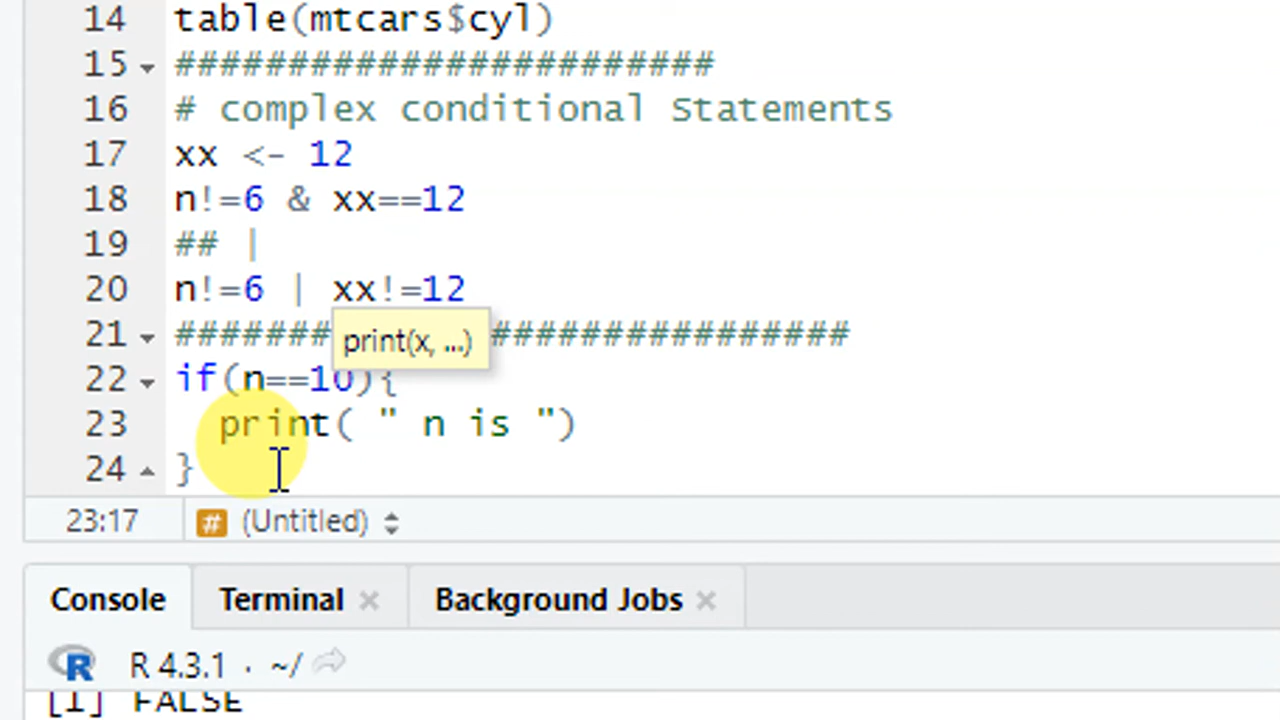 14 table(mtcars$cyl)
15 ########################
16 # complex conditional Statements
17 xx <- 12
18 n!=6 & xx==12
19 ## |
20 n!=6 | xx!=12
print(x, ...)
21 ##############################
22 if(n==10){
23 print( " n is ")
24 }
23:17 # (Untitled)
Console Terminal Background Jobs
R R 4.3.1 · ~/
[1] FALSE